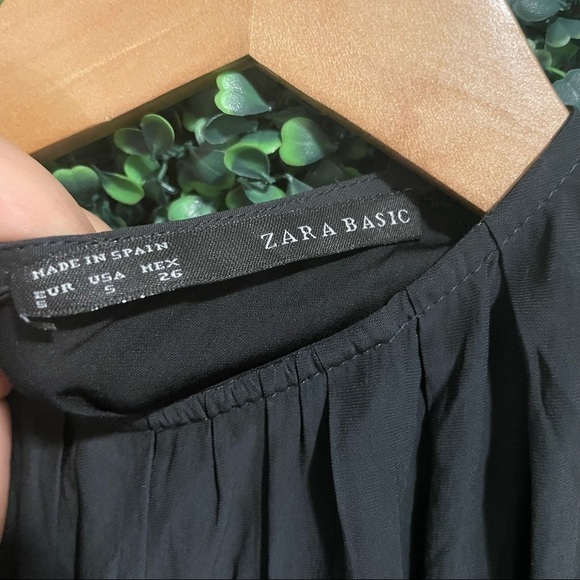 MADE IN SPAIN
EUR USA MEX
S S 26
ZARA BASIC